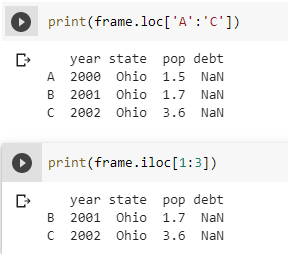 print(frame.loc['A':'C'])
year state pop debt
A 2000 Ohio 1.5 NaN
B 2001 Ohio 1.7 NaN
C 2002 Ohio 3.6 NaN
print(frame.iloc[1:3])
year state pop debt
B 2001 Ohio 1.7 NaN
C 2002 Ohio 3.6 NaN